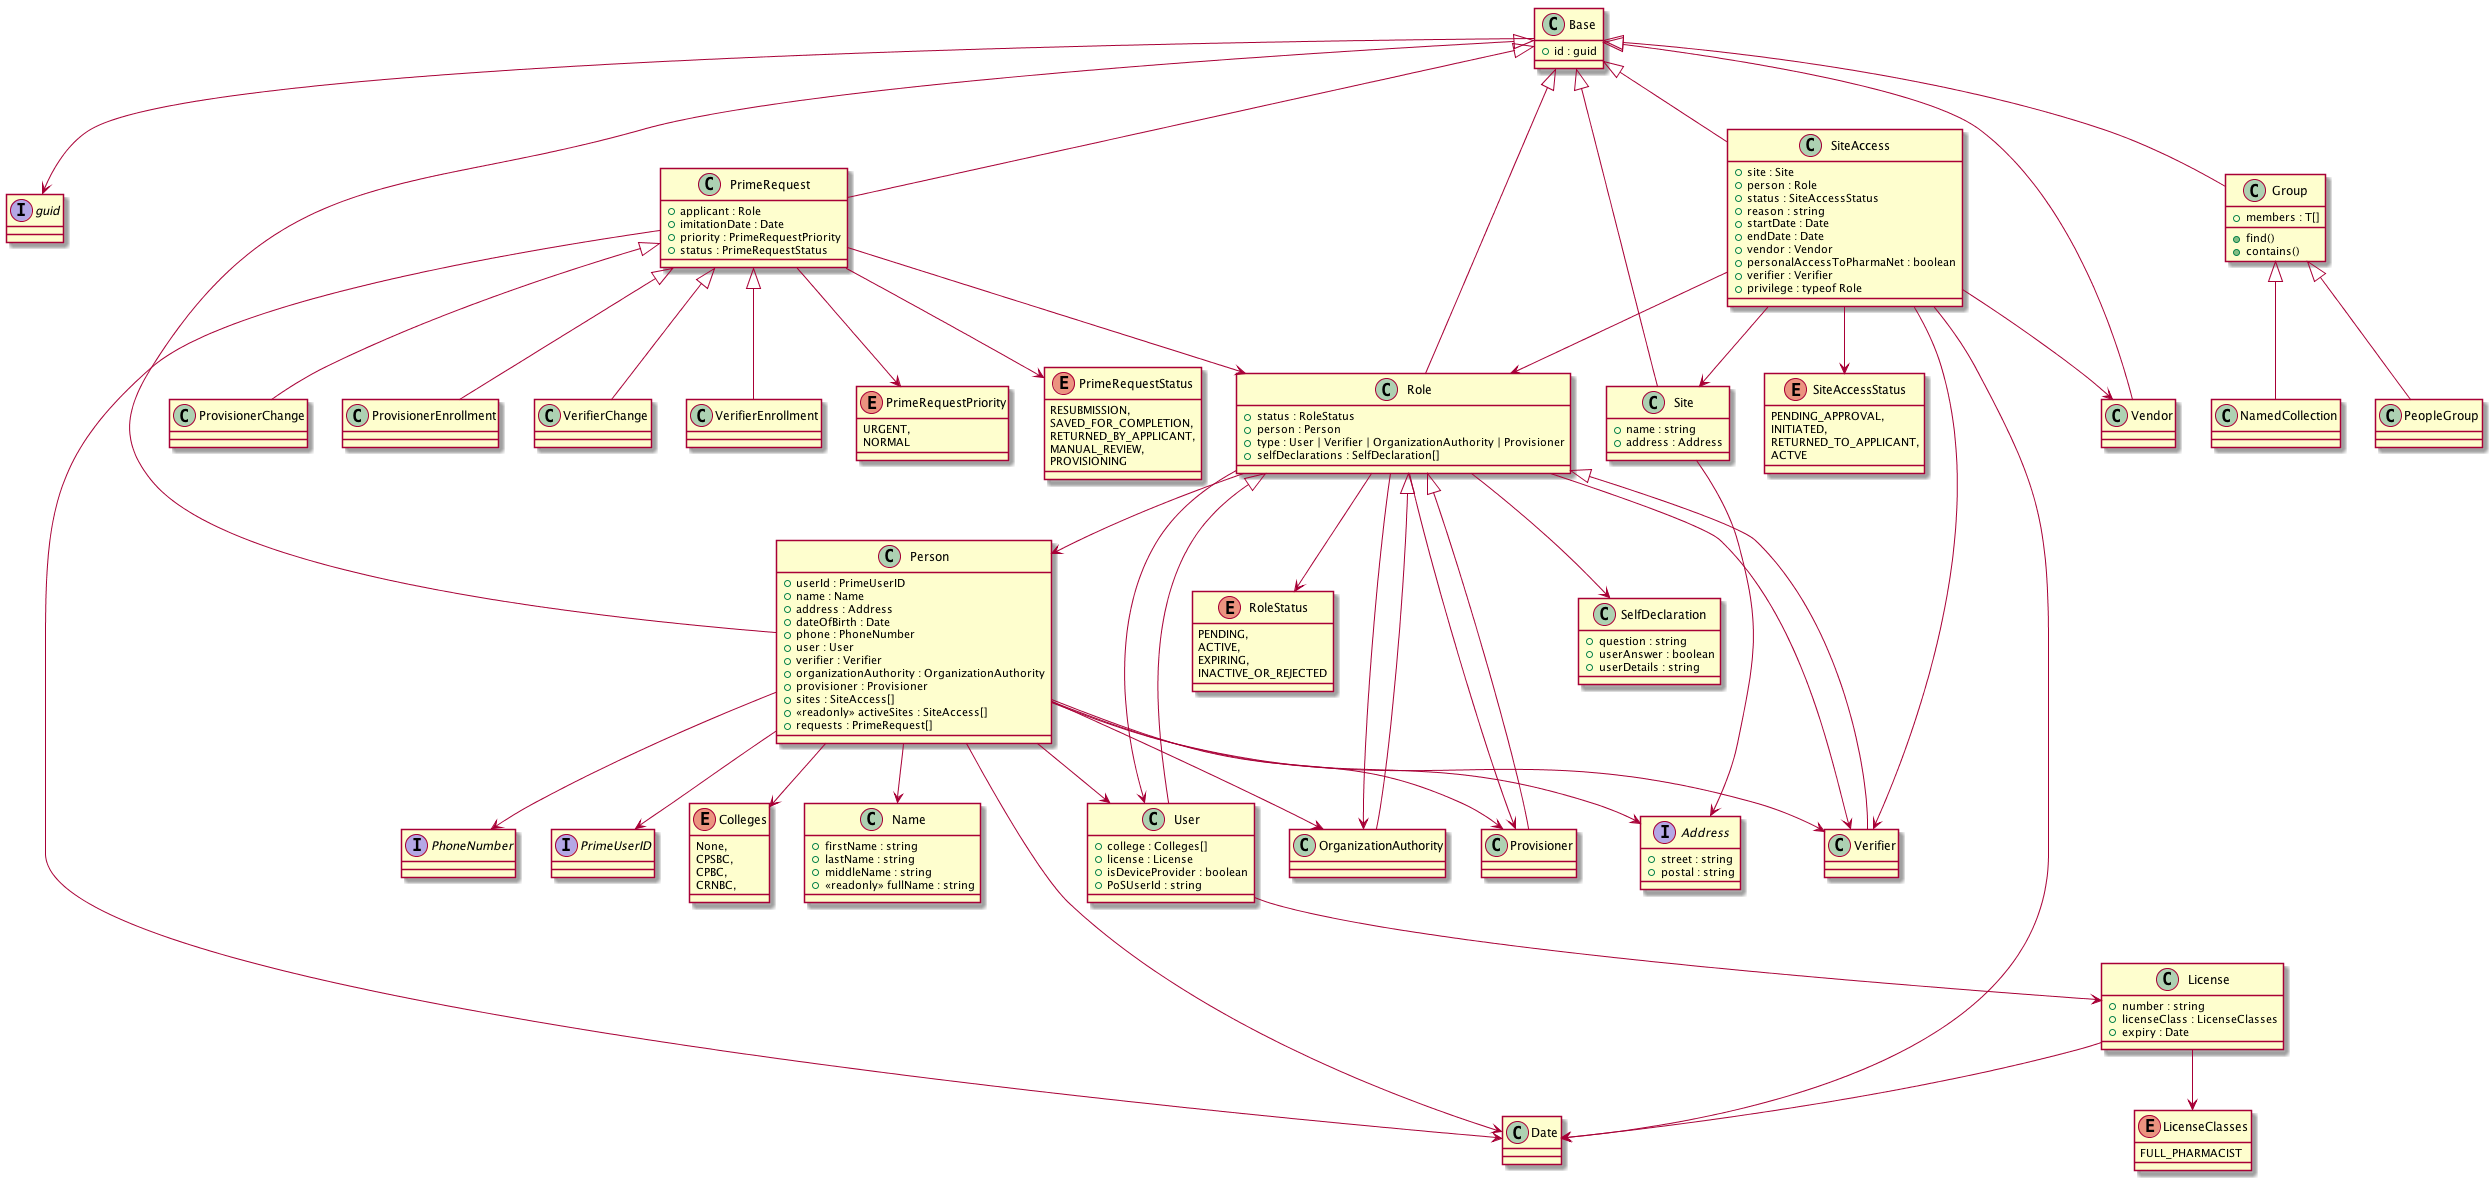 C Base
id : guid
C SiteAccess
site : Site
person : Role
status : SiteAccessStatus
reason : string
startDate : Date
endDate : Date
vendor : Vendor
personalAccessToPharmaNet : boolean
verifier : Verifier
privilege : typeof Role
C PrimeRequest
applicant : Role
imitationDate : Date
priority : PrimeRequestPriority
status : PrimeRequestStatus
C Group
members : T[]
find()
contains()
I guid
C ProvisionerChange
C ProvisionerEnrollment
C VerifierChange
C VerifierEnrollment
E PrimeRequestPriority
URGENT,
NORMAL
E PrimeRequestStatus
RESUBMISSION,
SAVED_FOR_COMPLETION,
RETURNED_BY_APPLICANT,
MANUAL_REVIEW,
PROVISIONING
C Role
status : RoleStatus
person : Person
type : User | Verifier | OrganizationAuthority | Provisioner
selfDeclarations : SelfDeclaration[]
C Site
name : string
address : Address
E SiteAccessStatus
PENDING_APPROVAL,
INITIATED,
RETURNED_TO_APPLICANT,
ACTVE
C Vendor
C NamedCollection
C PeopleGroup
C Person
userId : PrimeUserID
name : Name
address : Address
dateOfBirth : Date
phone : PhoneNumber
user : User
verifier : Verifier
organizationAuthority : OrganizationAuthority
provisioner : Provisioner
sites : SiteAccess[]
«readonly» activeSites : SiteAccess[]
requests : PrimeRequest[]
E RoleStatus
PENDING,
ACTIVE,
EXPIRING,
INACTIVE_OR_REJECTED
C SelfDeclaration
question : string
userAnswer : boolean
userDetails : string
I PhoneNumber
I PrimeUserID
E Colleges
None,
CPSBC,
CPBC,
CRNBC,
C Name
firstName : string
lastName : string
middleName : string
«readonly» fullName : string
C User
college : Colleges[]
license : License
isDeviceProvider : boolean
PoSUserId : string
C OrganizationAuthority
C Provisioner
I Address
street : string
postal : string
C Verifier
C License
number : string
licenseClass : LicenseClasses
expiry : Date
C Date
E LicenseClasses
FULL_PHARMACIST